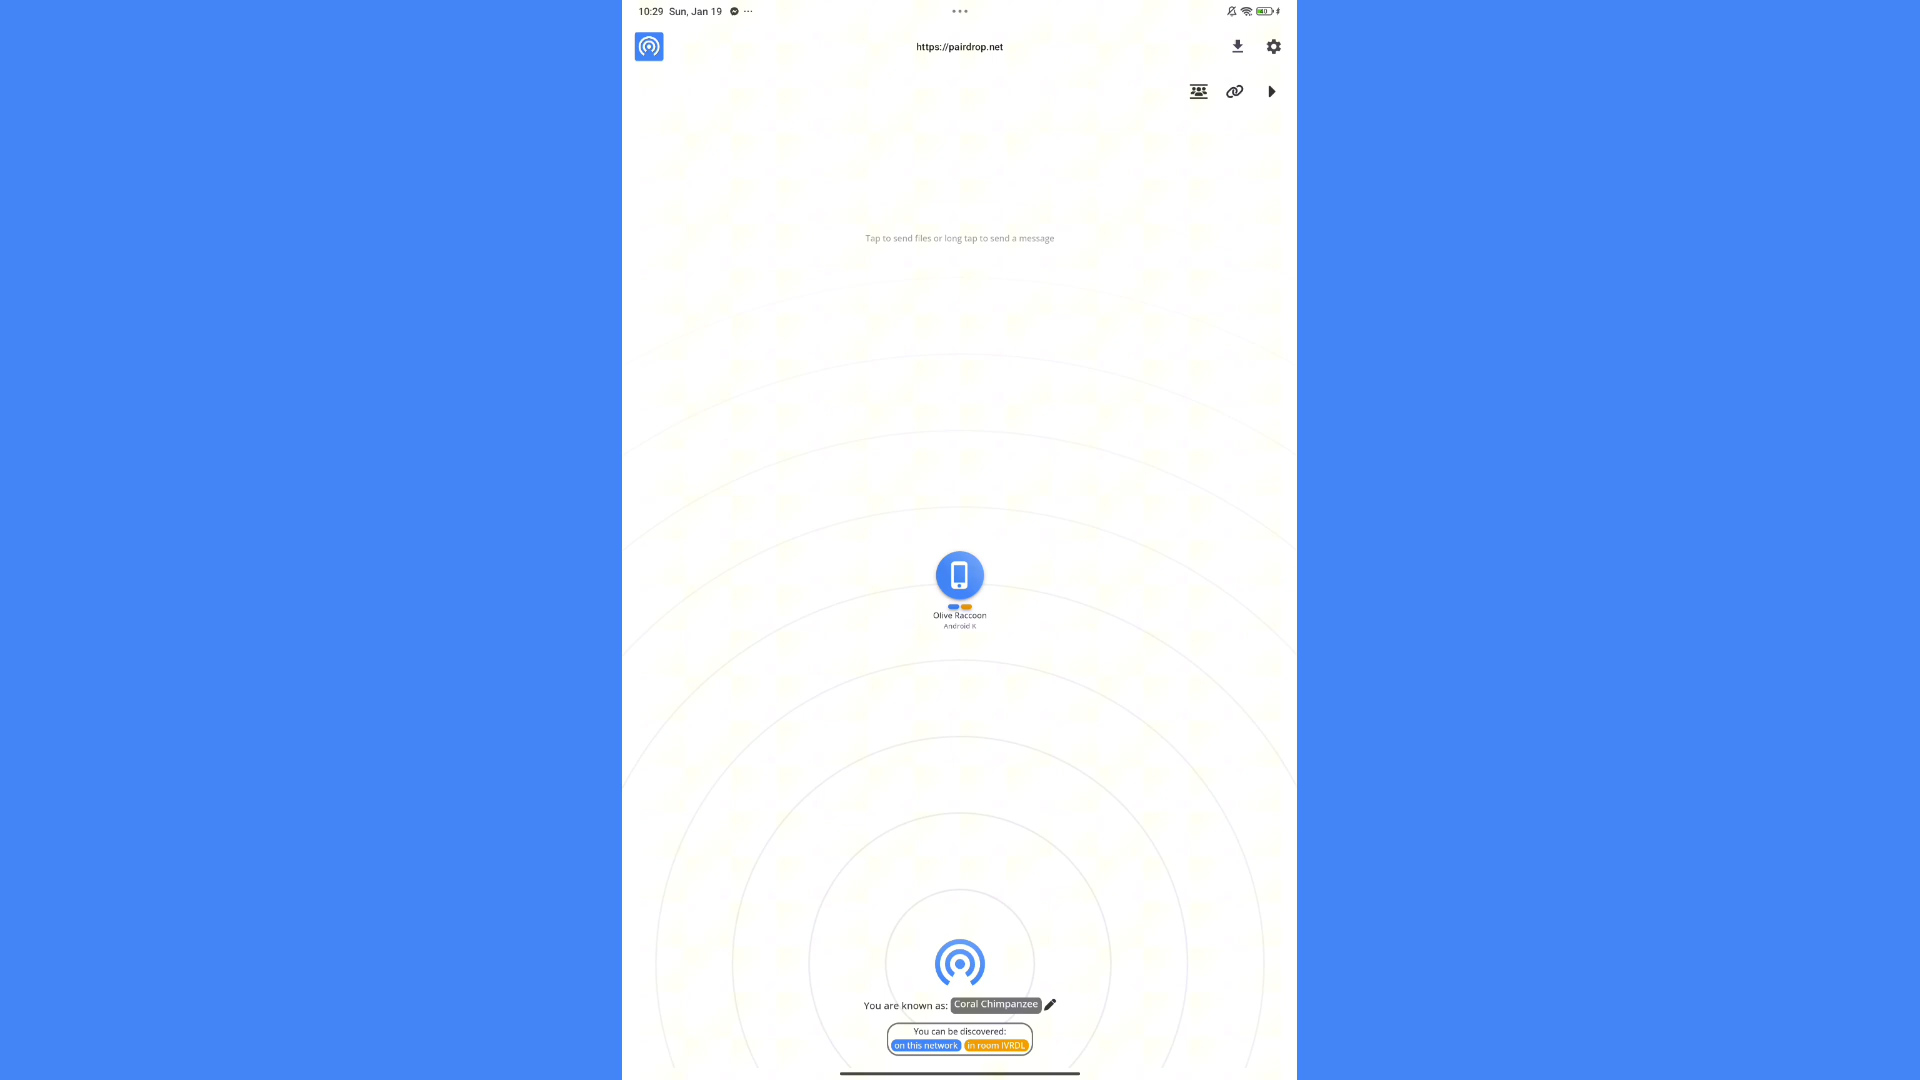 10:29 Sun, Jan 19
https://pairdrop.net
Tap to send files or long tap to send a message
Olive Raccoon
Android K
You are known as: Coral Chimpanzee
You can be discovered:
on this network in room IVRDL